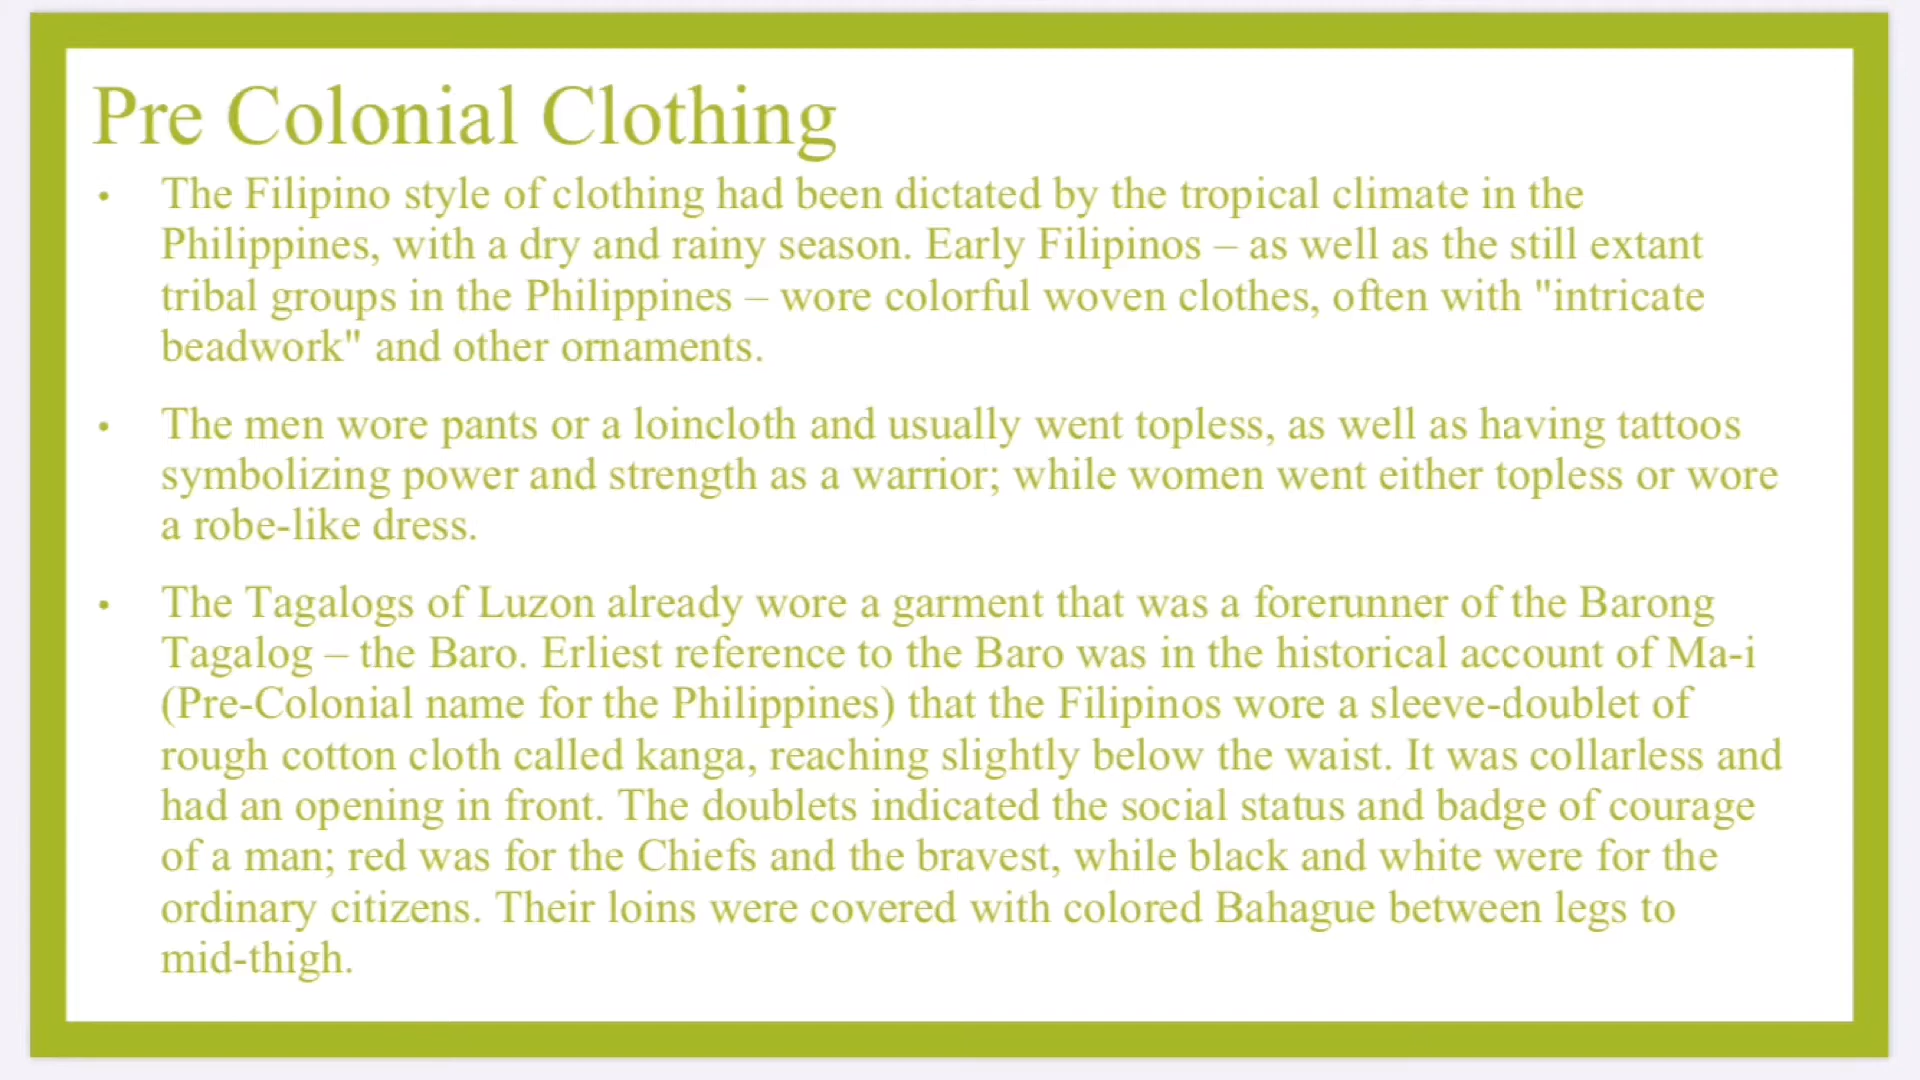 Pre Colonial Clothing
• The Filipino style of clothing had been dictated by the tropical climate in the
Philippines, with a dry and rainy season. Early Filipinos – as well as the still extant
tribal groups in the Philippines – wore colorful woven clothes, often with "intricate
beadwork" and other ornaments.
• The men wore pants or a loincloth and usually went topless, as well as having tattoos
symbolizing power and strength as a warrior; while women went either topless or wore
a robe-like dress.
• The Tagalogs of Luzon already wore a garment that was a forerunner of the Barong
Tagalog – the Baro. Erliest reference to the Baro was in the historical account of Ma-i
(Pre-Colonial name for the Philippines) that the Filipinos wore a sleeve-doublet of
rough cotton cloth called kanga, reaching slightly below the waist. It was collarless and
had an opening in front. The doublets indicated the social status and badge of courage
of a man; red was for the Chiefs and the bravest, while black and white were for the
ordinary citizens. Their loins were covered with colored Bahague between legs to
mid-thigh.